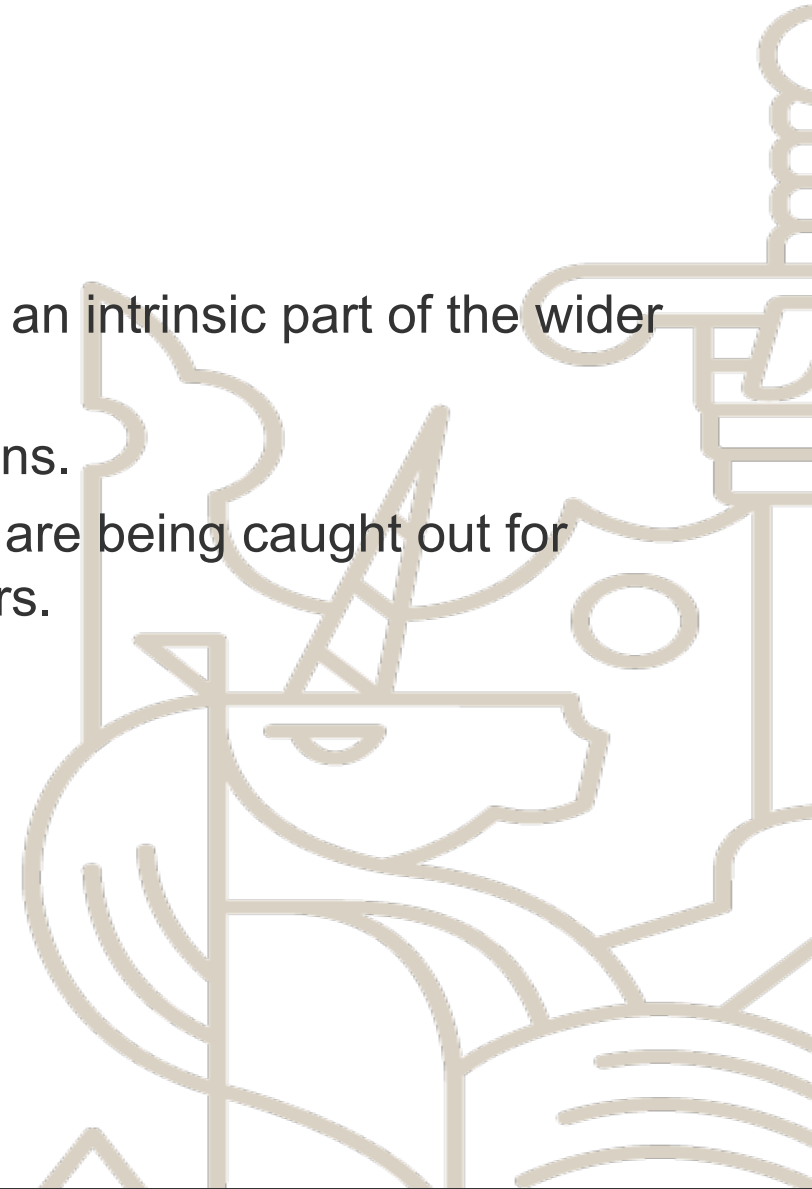 an intrinsic part of the wider
ns.
are being caught out for
rs.